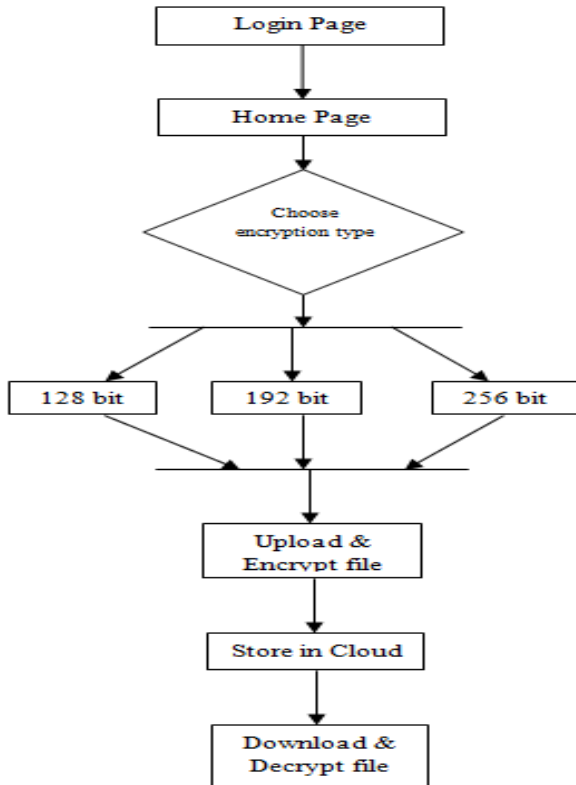 Login Page
Home Page
Choose
encryption type
128 bit
192 bit
256 bit
Upload &
Encrypt file
Store in Cloud
Download &
Decrypt file